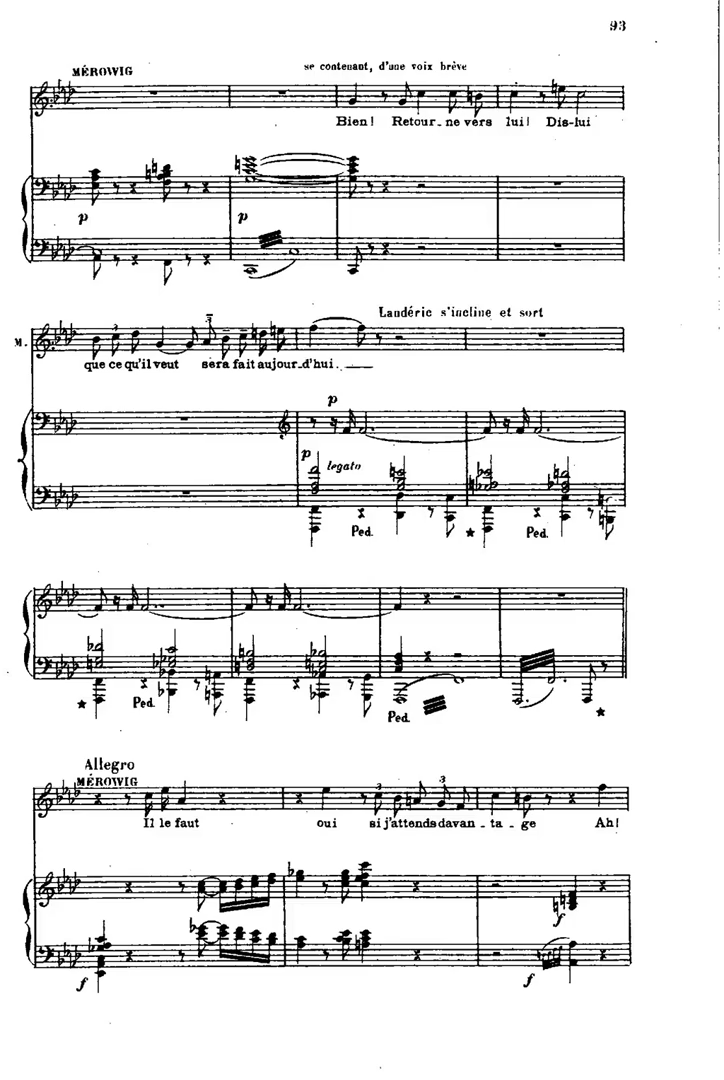 93
MÉROWIG
se contenant, d'une voix brève
Bien! Retour_ne vers lui! Dis-lui
p
p
Landéric s'incline et sort
M.
que ce qu'il veut sera fait aujour_d'hui.
p
p legato
Ped. * Ped.
* Ped.
Ped. *
Allegro
MÉROWIG
Il le faut oui si j'attends davan_ta_ge Ah!
f
f f